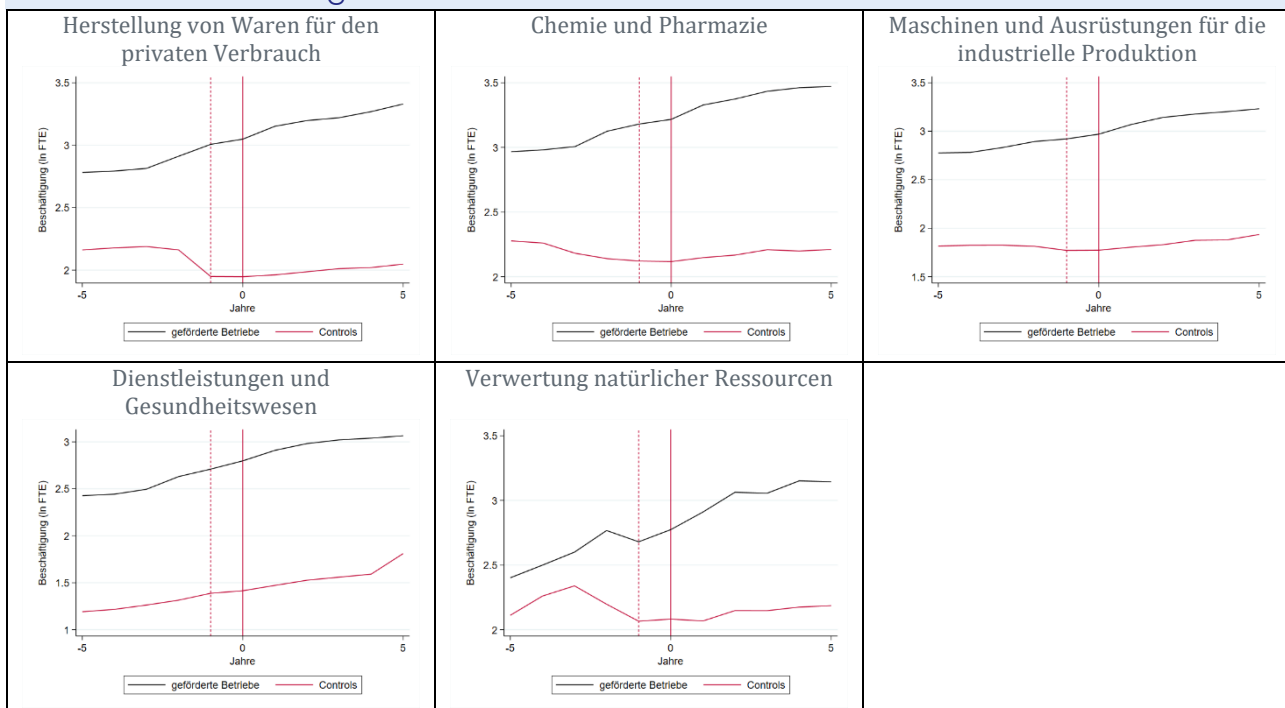 Herstellung von Waren für den
privaten Verbrauch
3.5
3
2.5
2
Beschäftigung (ln FTE)
-5
0
5
Jahre
geförderte Betriebe
Controls
Chemie und Pharmazie
3.5
3
2.5
2
Beschäftigung (ln FTE)
-5
0
5
Jahre
geförderte Betriebe
Controls
Maschinen und Ausrüstungen für die
industrielle Produktion
3.5
3
2.5
2
1.5
Beschäftigung (ln FTE)
-5
0
5
Jahre
geförderte Betriebe
Controls
Dienstleistungen und
Gesundheitswesen
3
2.5
2
1.5
1
Beschäftigung (ln FTE)
-5
0
5
Jahre
geförderte Betriebe
Controls
Verwertung natürlicher Ressourcen
3.5
3
2.5
2
Beschäftigung (ln FTE)
-5
0
5
Jahre
geförderte Betriebe
Controls